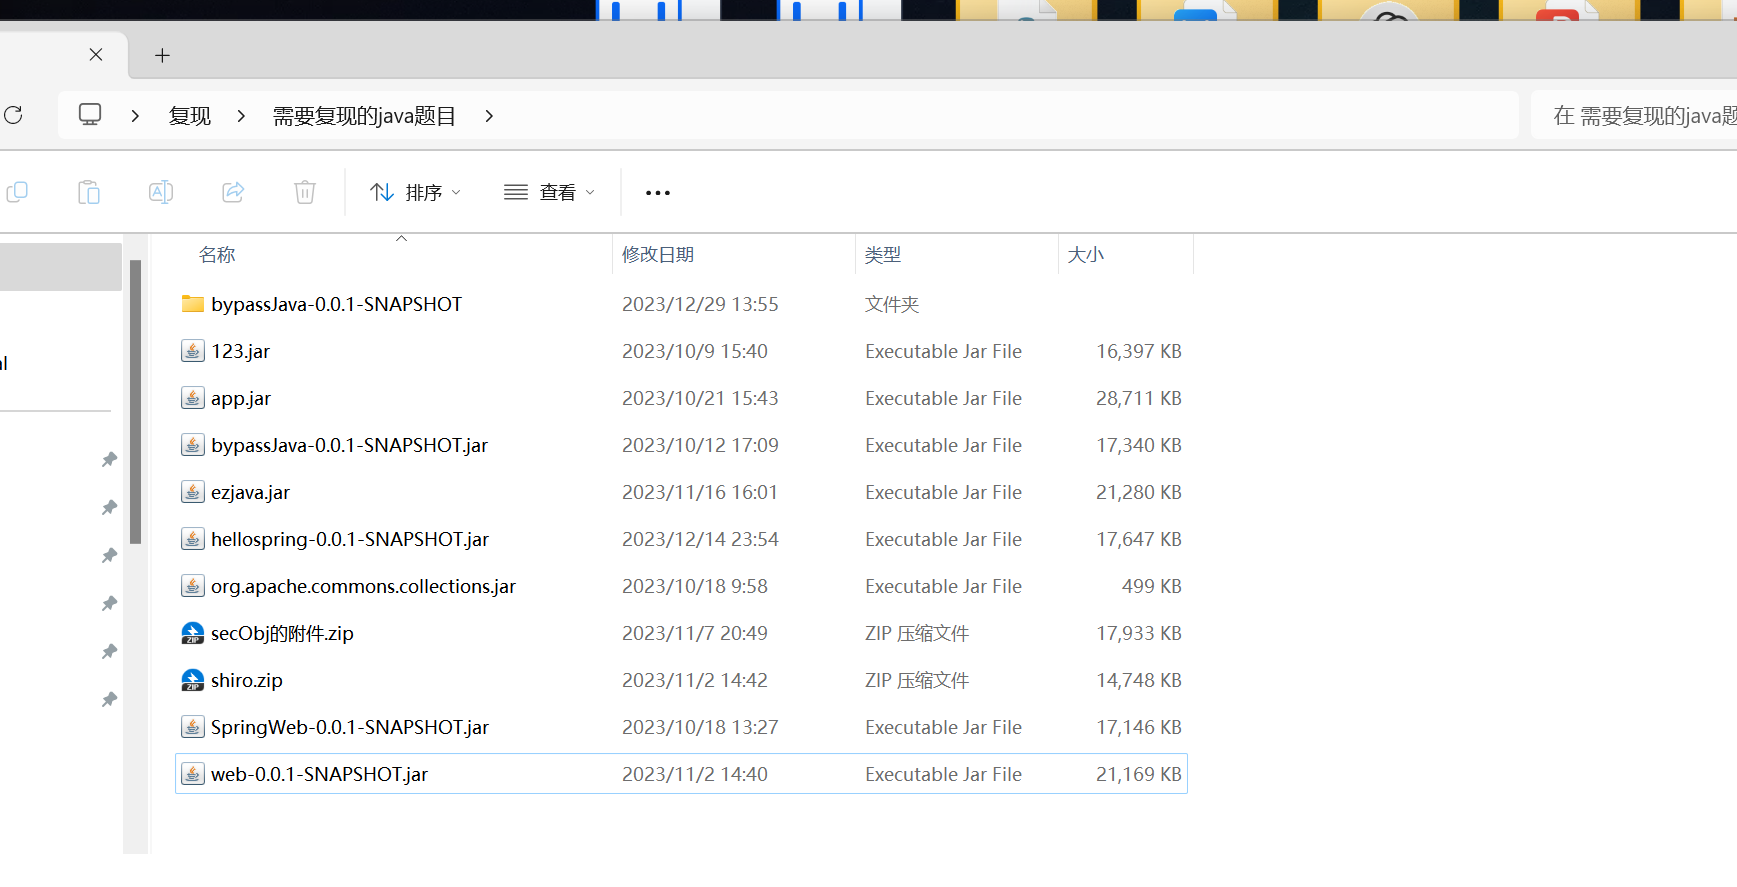 复现 需要复现的java题目 在 需要复现的java题
排序 查看
名称 修改日期 类型 大小
bypassJava-0.0.1-SNAPSHOT 2023/12/29 13:55 文件夹
123.jar 2023/10/9 15:40 Executable Jar File 16,397 KB
app.jar 2023/10/21 15:43 Executable Jar File 28,711 KB
bypassJava-0.0.1-SNAPSHOT.jar 2023/10/12 17:09 Executable Jar File 17,340 KB
ezjava.jar 2023/11/16 16:01 Executable Jar File 21,280 KB
hellospring-0.0.1-SNAPSHOT.jar 2023/12/14 23:54 Executable Jar File 17,647 KB
org.apache.commons.collections.jar 2023/10/18 9:58 Executable Jar File 499 KB
secObj的附件.zip 2023/11/7 20:49 ZIP 压缩文件 17,933 KB
shiro.zip 2023/11/2 14:42 ZIP 压缩文件 14,748 KB
SpringWeb-0.0.1-SNAPSHOT.jar 2023/10/18 13:27 Executable Jar File 17,146 KB
web-0.0.1-SNAPSHOT.jar 2023/11/2 14:40 Executable Jar File 21,169 KB